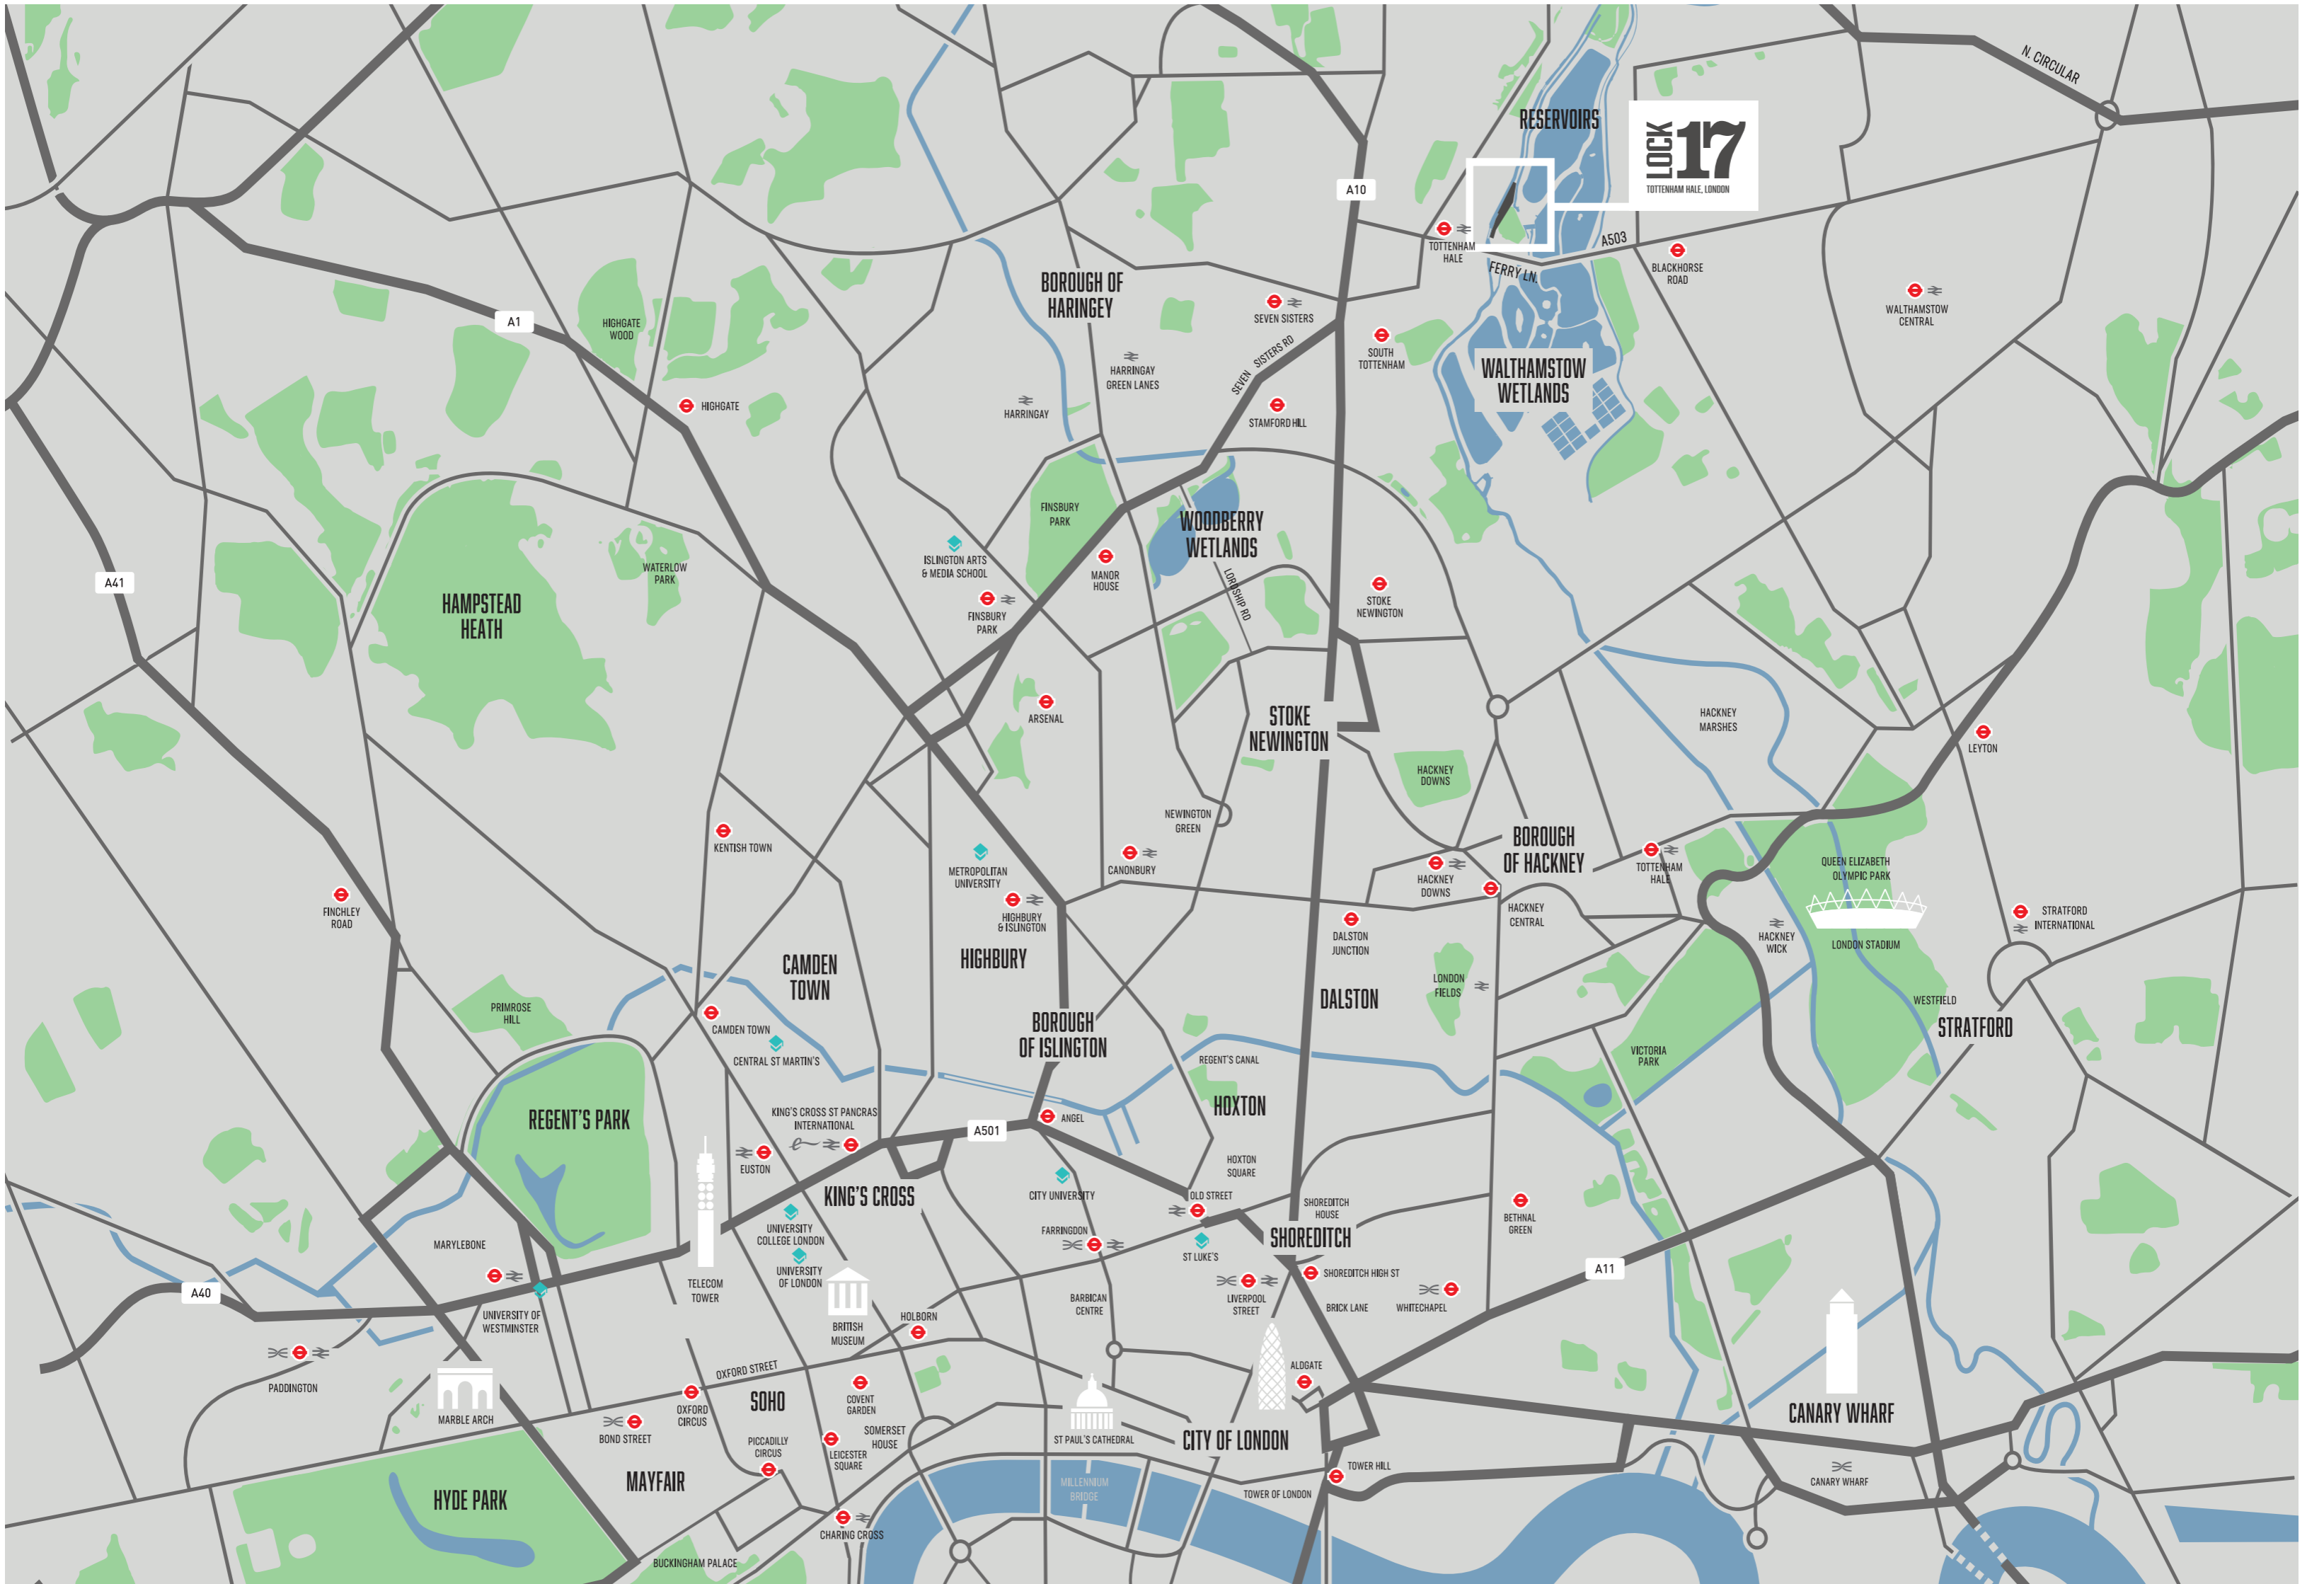 N. CIRCULAR
RESERVOIRS
LOCK
17
TOTTENHAM HALE, LONDON
A10
A503
TOTTENHAM
HALE
FERRY LN.
BLACKHORSE
ROAD
BOROUGH OF
HARINGEY
SEVEN SISTERS
WALTHAMSTOW
CENTRAL
A1
HIGHGATE
WOOD
SEVEN SISTERS RD
SOUTH
TOTTENHAM
HARRINGAY
GREEN LANES
WALTHAMSTOW
WETLANDS
HIGHGATE
HARRINGAY
STAMFORD HILL
FINSBURY
PARK
WOODBERRY
WETLANDS
ISLINGTON ARTS
& MEDIA SCHOOL
WATERLOW
PARK
MANOR
HOUSE
A41
LORDSHIP RD
HAMPSTEAD
HEATH
FINSBURY
PARK
STOKE
NEWINGTON
ARSENAL
STOKE
NEWINGTON
HACKNEY
MARSHES
LEYTON
HACKNEY
DOWNS
NEWINGTON
GREEN
KENTISH TOWN
BOROUGH
OF HACKNEY
METROPOLITAN
UNIVERSITY
CANONBURY
HACKNEY
DOWNS
TOTTENHAM
HALE
QUEEN ELIZABETH
OLYMPIC PARK
FINCHLEY
ROAD
HIGHBURY
& ISLINGTON
HACKNEY
CENTRAL
DALSTON
JUNCTION
HACKNEY
WICK
LONDON STADIUM
STRATFORD
INTERNATIONAL
HIGHBURY
CAMDEN
TOWN
LONDON
FIELDS
DALSTON
PRIMROSE
HILL
WESTFIELD
STRATFORD
CAMDEN TOWN
BOROUGH
OF ISLINGTON
CENTRAL ST MARTIN'S
REGENT'S CANAL
VICTORIA
PARK
REGENT'S PARK
KING'S CROSS ST PANCRAS
INTERNATIONAL
ANGEL
HOXTON
A501
EUSTON
HOXTON
SQUARE
KING'S CROSS
CITY UNIVERSITY
OLD STREET
SHOREDITCH
HOUSE
BETHNAL
GREEN
UNIVERSITY
COLLEGE LONDON
FARRINGDON
SHOREDITCH
MARYLEBONE
ST LUKE'S
UNIVERSITY
OF LONDON
A11
TELECOM
TOWER
SHOREDITCH HIGH ST
A40
LIVERPOOL
STREET
BARBICAN
CENTRE
BRICK LANE
WHITECHAPEL
UNIVERSITY OF
WESTMINSTER
BRITISH
MUSEUM
HOLBORN
OXFORD STREET
ALDGATE
PADDINGTON
MARBLE ARCH
OXFORD
CIRCUS
SOHO
COVENT
GARDEN
CANARY WHARF
BOND STREET
SOMERSET
HOUSE
ST PAUL'S CATHEDRAL
CITY OF LONDON
PICCADILLY
CIRCUS
LEICESTER
SQUARE
MAYFAIR
MILLENNIUM
BRIDGE
TOWER HILL
CANARY WHARF
HYDE PARK
TOWER OF LONDON
CHARING CROSS
BUCKINGHAM PALACE